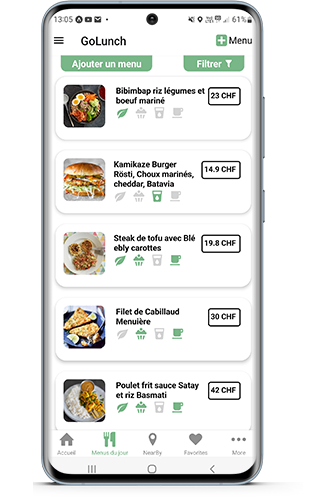 13:05 61%
GoLunch Menu
Ajouter un menu Filtrer
Bibimbap riz légumes et
boeuf mariné
23 CHF
Kamikaze Burger
Rösti, Choux marinés,
cheddar, Batavia
14.9 CHF
Steak de tofu avec Blé
ebly carottes
19.8 CHF
Filet de Cabillaud
Menuière
30 CHF
Poulet frit sauce Satay
et riz Basmati
42 CHF
Accueil Menus du jour Nearby Favorites More